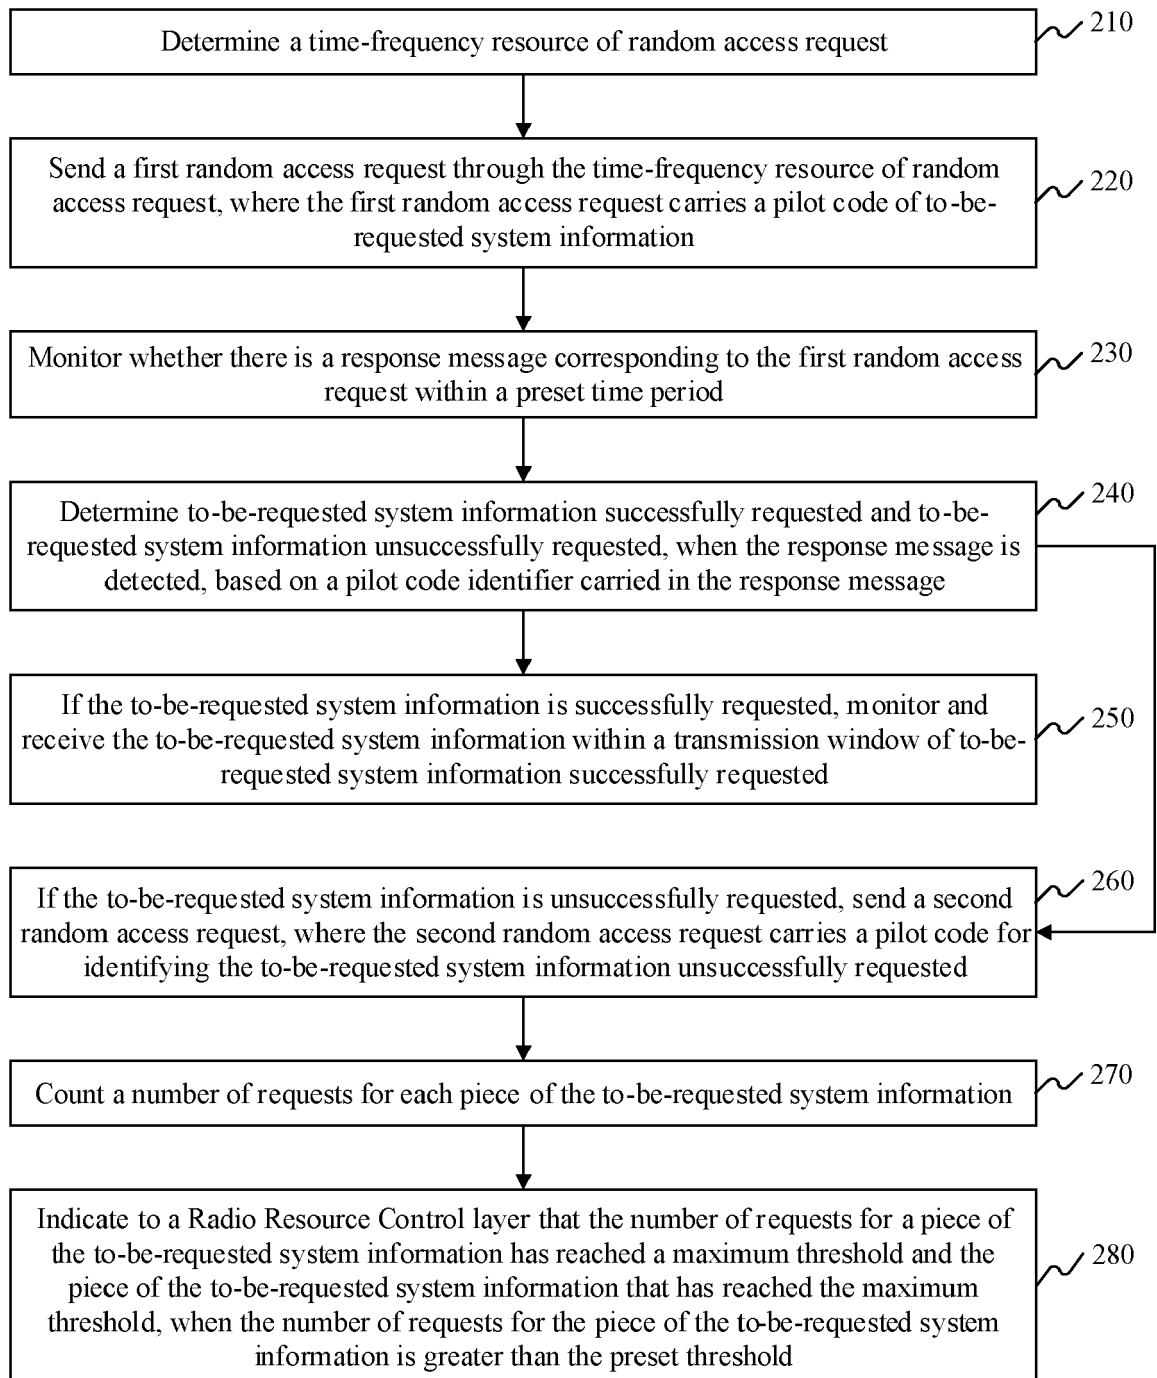 Determine a time-frequency resource of random access request
210
Send a first random access request through the time-frequency resource of random
access request, where the first random access request carries a pilot code of to-be-
requested system information
220
Monitor whether there is a response message corresponding to the first random access
request within a preset time period
230
Determine to-be-requested system information successfully requested and to-be-
requested system information unsuccessfully requested, when the response message is
detected, based on a pilot code identifier carried in the response message
240
If the to-be-requested system information is successfully requested, monitor and
receive the to-be-requested system information within a transmission window of to-be-
requested system information successfully requested
250
If the to-be-requested system information is unsuccessfully requested, send a second
random access request, where the second random access request carries a pilot code for
identifying the to-be-requested system information unsuccessfully requested
260
Count a number of requests for each piece of the to-be-requested system information
270
Indicate to a Radio Resource Control layer that the number of requests for a piece of
the to-be-requested system information has reached a maximum threshold and the
piece of the to-be-requested system information that has reached the maximum
threshold, when the number of requests for the piece of the to-be-requested system
information is greater than the preset threshold
280